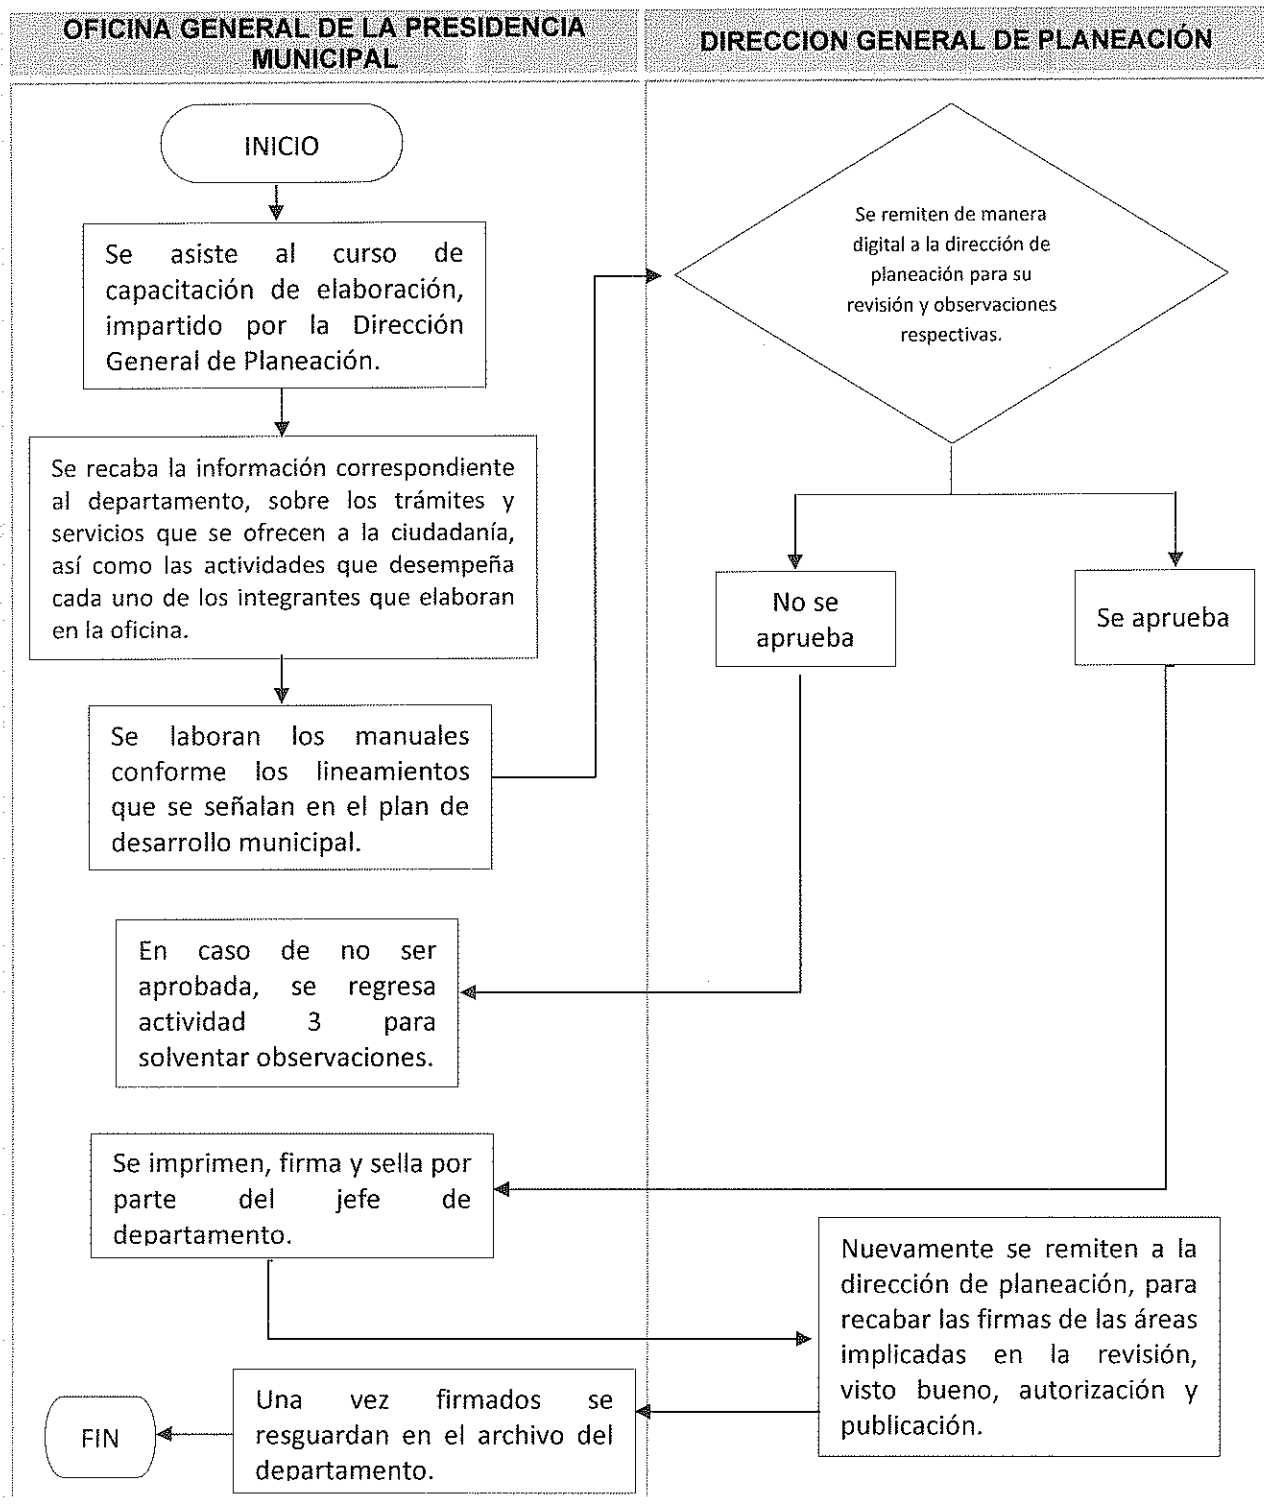 OFICINA GENERAL DE LA PRESIDENCIA
MUNICIPAL
DIRECCION GENERAL DE PLANEACIÓN
INICIO
Se asiste al curso de
capacitación de elaboración,
impartido por la Dirección
General de Planeación.
Se recaba la información correspondiente
al departamento, sobre los trámites y
servicios que se ofrecen a la ciudadanía,
así como las actividades que desempeña
cada uno de los integrantes que elaboran
en la oficina.
Se laboran los manuales
conforme los lineamientos
que se señalan en el plan de
desarrollo municipal.
Se remiten de manera
digital a la dirección de
planeación para su
revisión y observaciones
respectivas.
No se
aprueba
Se aprueba
En caso de no ser
aprobada, se regresa
actividad 3 para
solventar observaciones.
Se imprimen, firma y sella por
parte del jefe de
departamento.
Nuevamente se remiten a la
dirección de planeación, para
recabar las firmas de las áreas
implicadas en la revisión,
visto bueno, autorización y
publicación.
Una vez firmados se
resguardan en el archivo del
departamento.
FIN